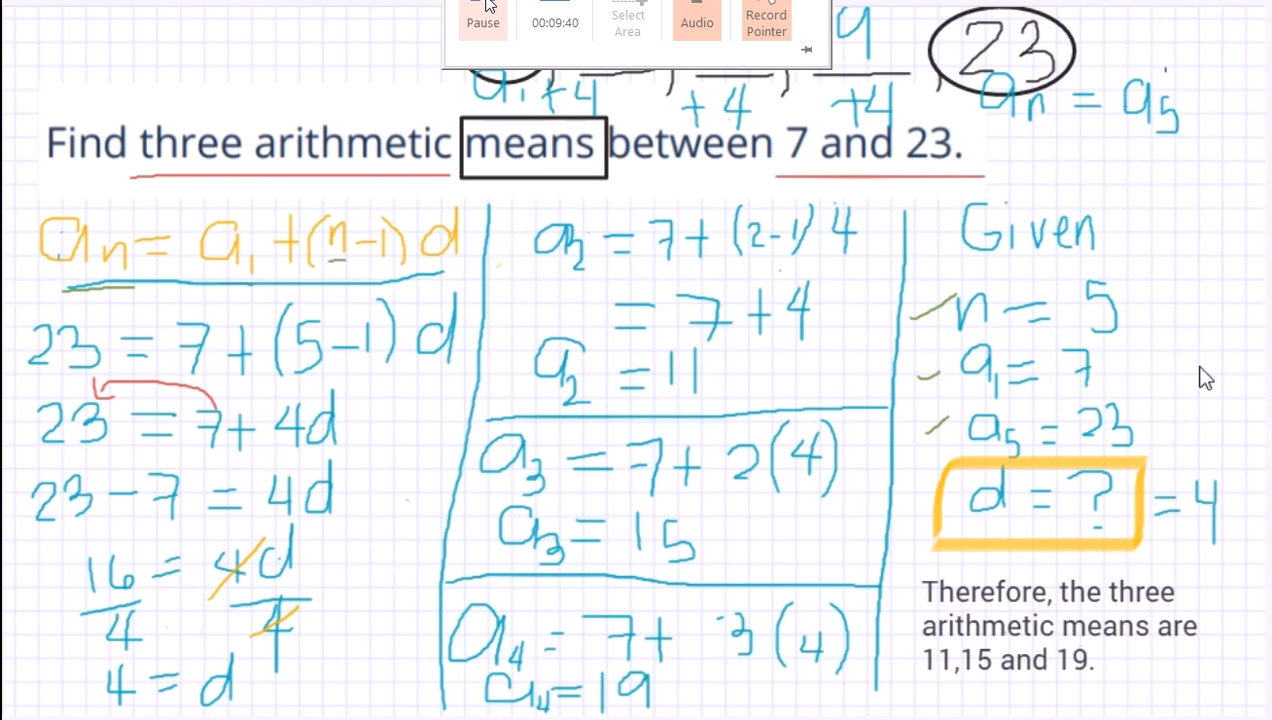 Pause 00:09:40 Select Area Audio Record Pointer
9 23
a₁ +4 , +4 , +4 , aₙ = a₅
Find three arithmetic means between 7 and 23.
aₙ = a₁ + (n-1) d
23 = 7 + (5-1) d
23 = 7 + 4d
23 - 7 = 4d
16 = 4d
4 4
4 = d
a₂ = 7 + (2-1) 4
= 7 + 4
a₂ = 11
a₃ = 7 + 2(4)
a₃ = 15
a₄ = 7 + 3(4)
a₄ = 19
Given
n = 5
a₁ = 7
a₅ = 23
d = ? = 4
Therefore, the three
arithmetic means are
11,15 and 19.